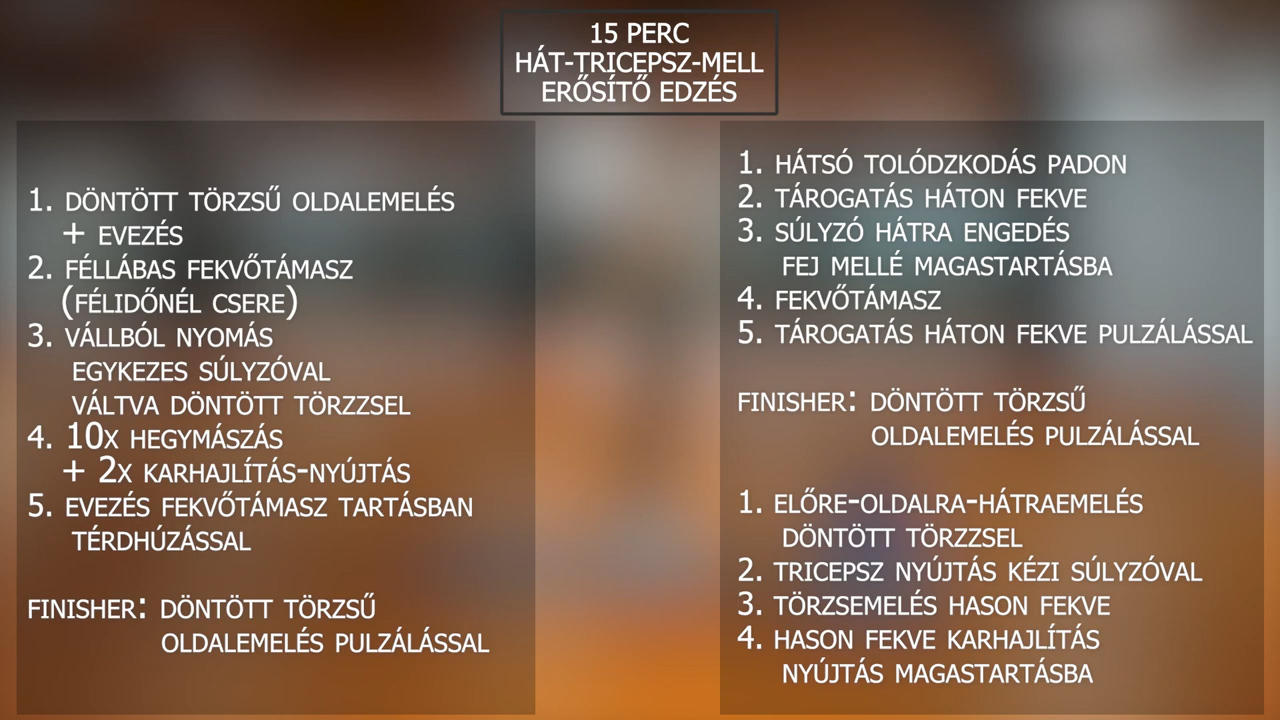 15 PERC
HÁT-TRICEPSZ-MELL
ERŐSÍTŐ EDZÉS
1. DÖNTÖTT TÖRZSŰ OLDALEMELÉS
+ EVEZÉS
2. FÉLLÁBAS FEKVŐTÁMASZ
(FÉLIDŐNÉL CSERE)
3. VÁLLBÓL NYOMÁS
EGYKEZES SÚLYZÓVAL
VÁLTVA DÖNTÖTT TÖRZZSEL
4. 10X HEGYMÁSZÁS
+ 2X KARHAJLÍTÁS-NYÚJTÁS
5. EVEZÉS FEKVŐTÁMASZ TARTÁSBAN
TÉRDHÚZÁSSAL
FINISHER: DÖNTÖTT TÖRZSŰ
OLDALEMELÉS PULZÁLÁSSAL
1. HÁTSÓ TOLÓDZKODÁS PADON
2. TÁROGATÁS HÁTON FEKVE
3. SÚLYZÓ HÁTRA ENGEDÉS
FEJ MELLÉ MAGASTARTÁSBA
4. FEKVŐTÁMASZ
5. TÁROGATÁS HÁTON FEKVE PULZÁLÁSSAL
FINISHER: DÖNTÖTT TÖRZSŰ
OLDALEMELÉS PULZÁLÁSSAL
1. ELŐRE-OLDALRA-HÁTRAEMELÉS
DÖNTÖTT TÖRZZSEL
2. TRICEPSZ NYÚJTÁS KÉZI SÚLYZÓVAL
3. TÖRZSEMELÉS HASON FEKVE
4. HASON FEKVE KARHAJLÍTÁS
NYÚJTÁS MAGASTARTÁSBA